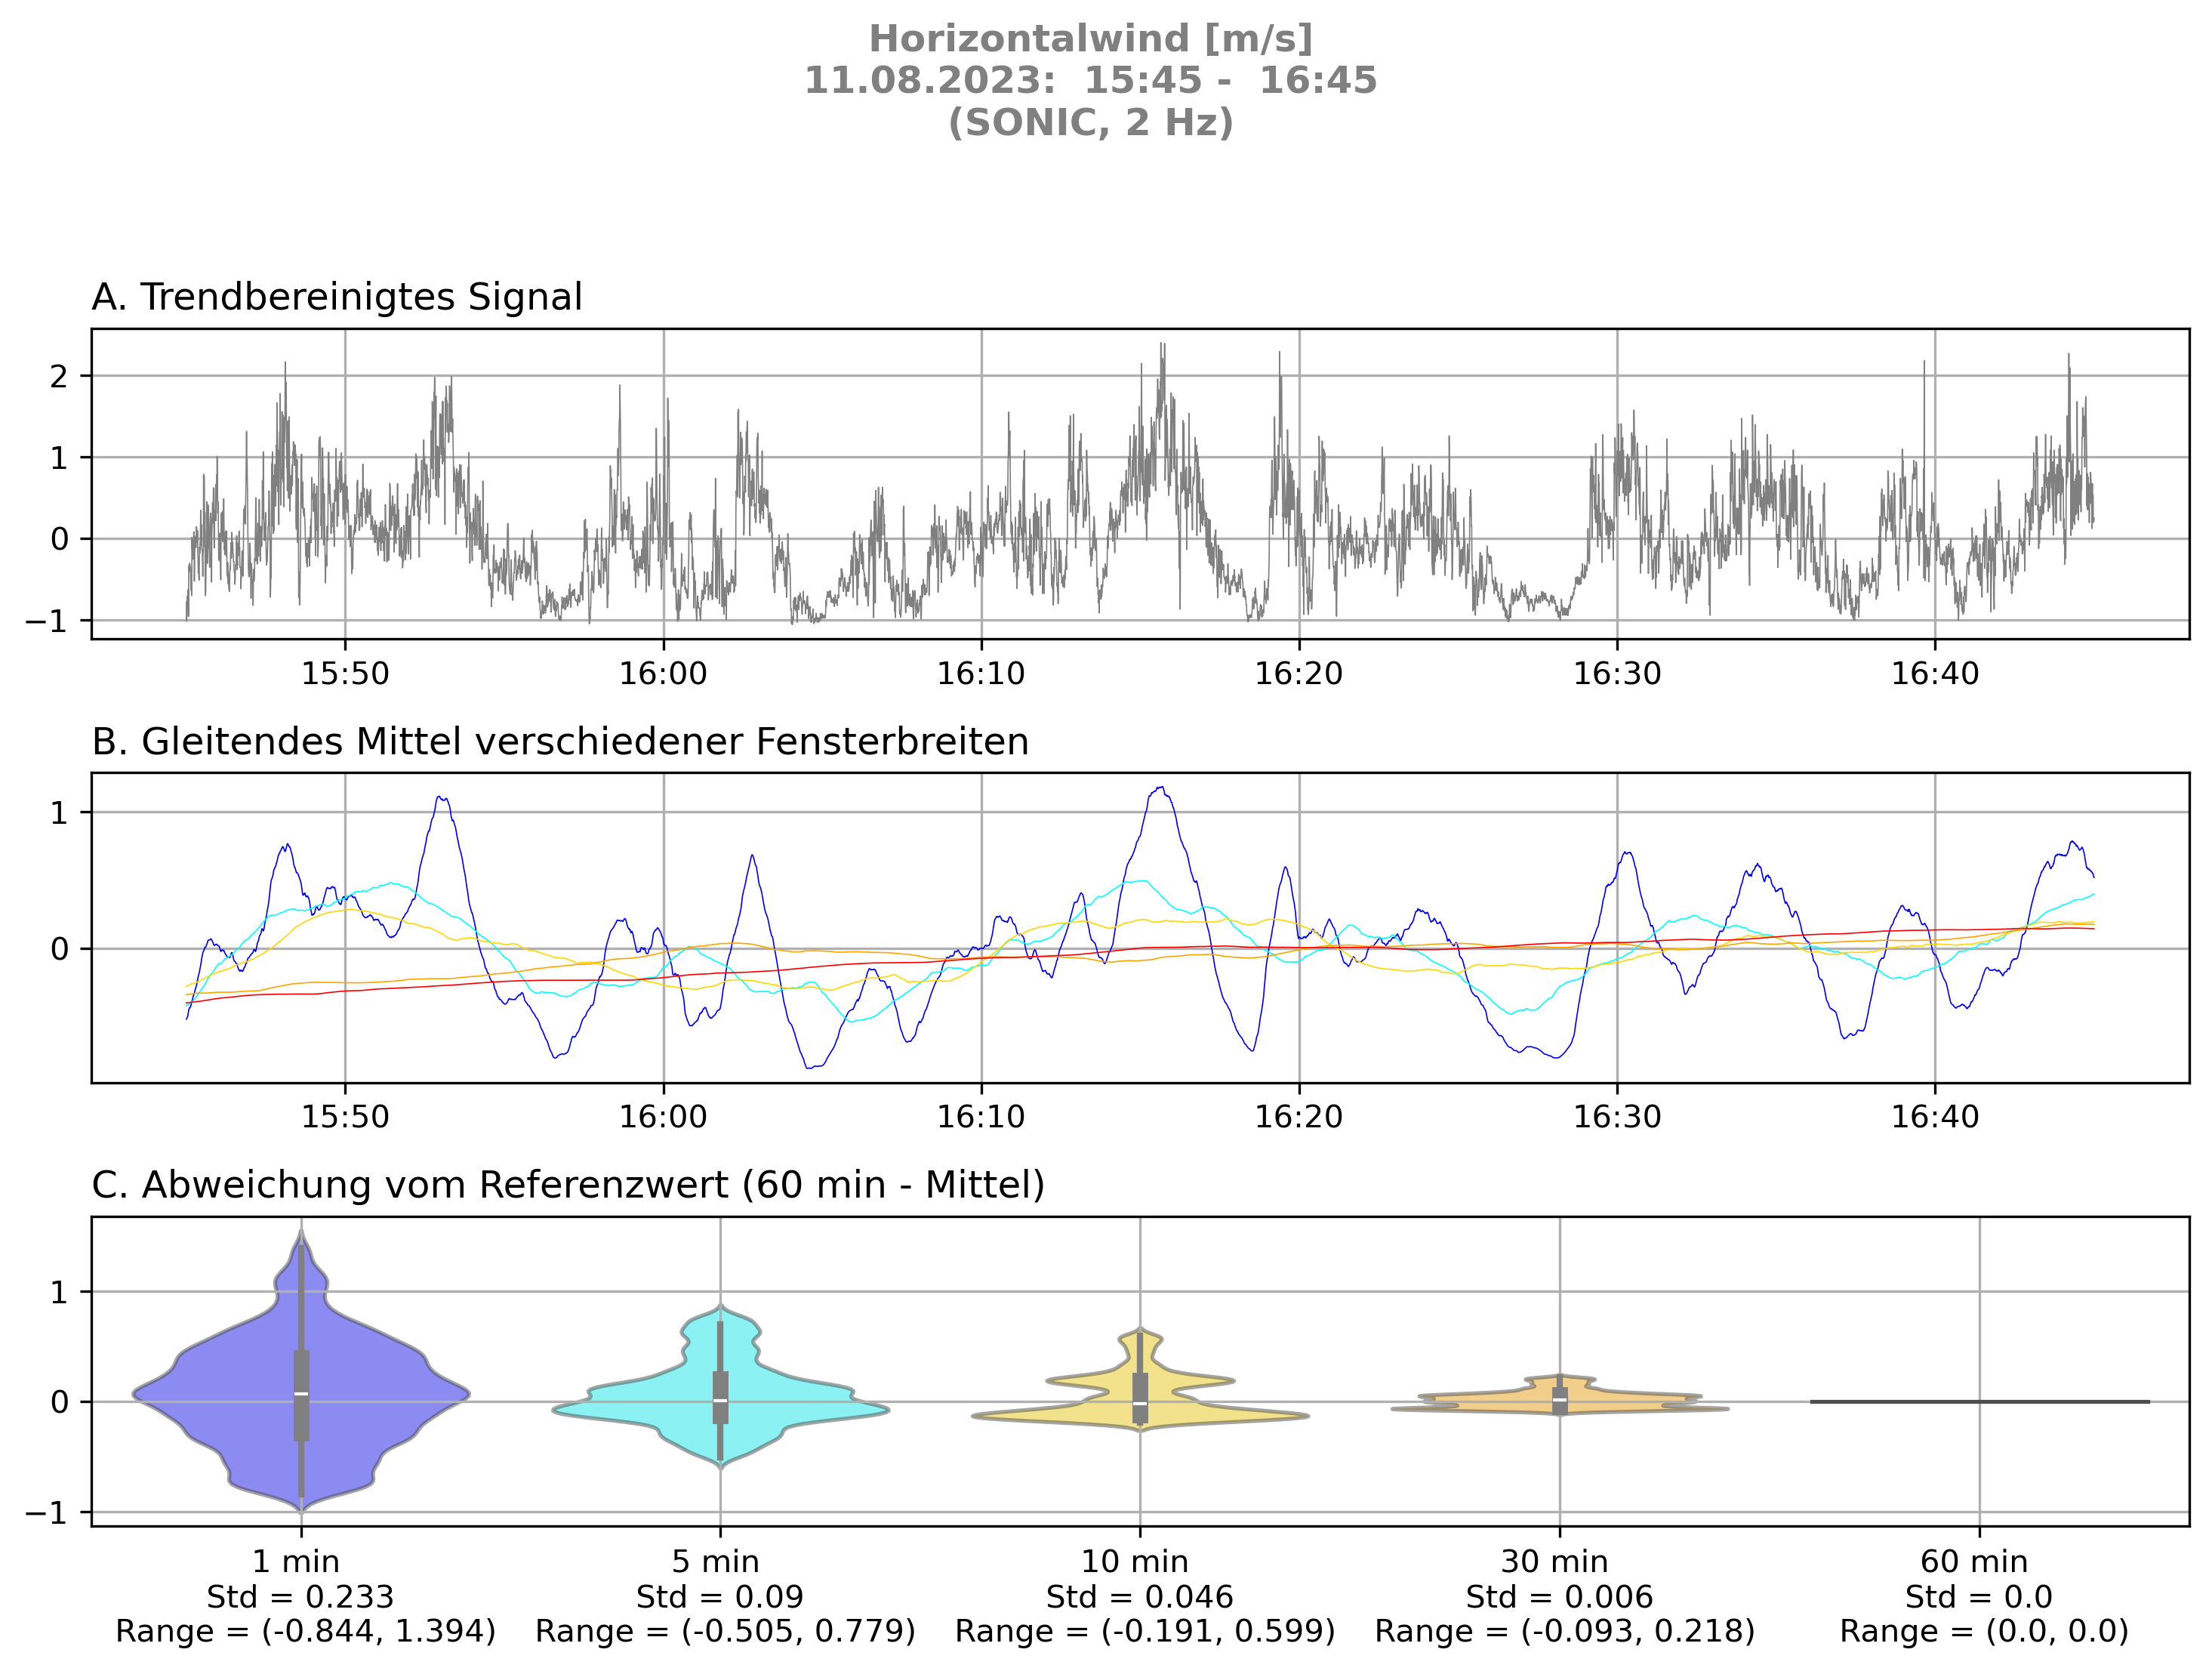 Horizontalwind [m/s]
11.08.2023:  15:45 -  16:45
(SONIC, 2 Hz)
A. Trendbereinigtes Signal
2
1
0
−1
15:50 16:00 16:10 16:20 16:30 16:40
B. Gleitendes Mittel verschiedener Fensterbreiten
1
0
15:50 16:00 16:10 16:20 16:30 16:40
C. Abweichung vom Referenzwert (60 min - Mittel)
1
0
−1
1 min
Std = 0.233
Range = (-0.844, 1.394)
5 min
Std = 0.09
Range = (-0.505, 0.779)
10 min
Std = 0.046
Range = (-0.191, 0.599)
30 min
Std = 0.006
Range = (-0.093, 0.218)
60 min
Std = 0.0
Range = (0.0, 0.0)